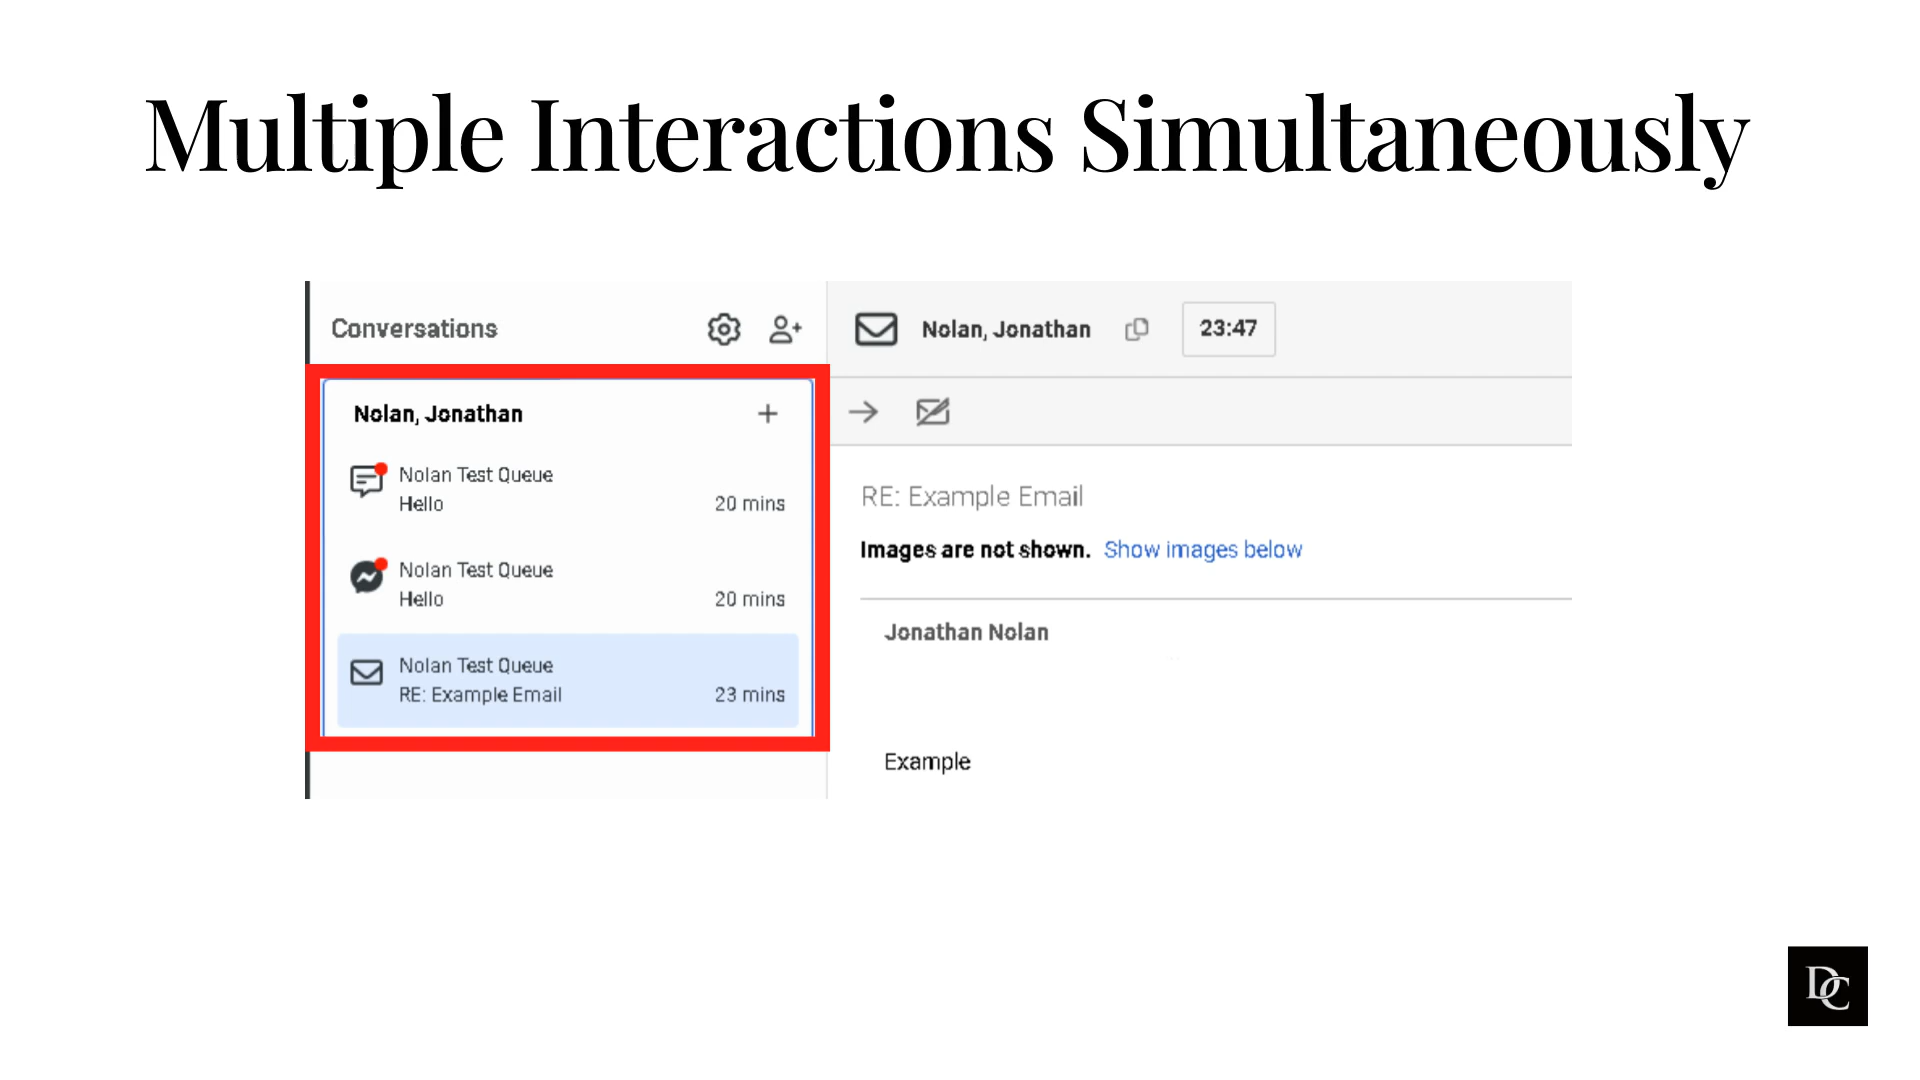 Multiple Interactions Simultaneously
Conversations
Nolan, Jonathan
Nolan Test Queue
Hello 20 mins
Nolan Test Queue
Hello 20 mins
Nolan Test Queue
RE: Example Email 23 mins
Nolan, Jonathan 23:47
RE: Example Email
Images are not shown. Show images below
Jonathan Nolan
Example
DC